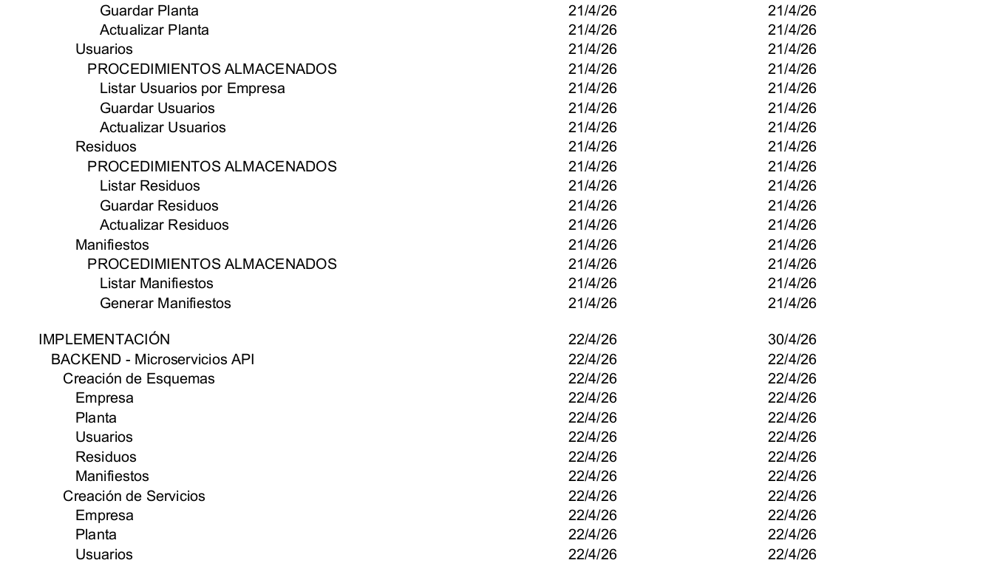 Guardar Planta 21/4/26 21/4/26
Actualizar Planta 21/4/26 21/4/26
Usuarios 21/4/26 21/4/26
PROCEDIMIENTOS ALMACENADOS 21/4/26 21/4/26
Listar Usuarios por Empresa 21/4/26 21/4/26
Guardar Usuarios 21/4/26 21/4/26
Actualizar Usuarios 21/4/26 21/4/26
Residuos 21/4/26 21/4/26
PROCEDIMIENTOS ALMACENADOS 21/4/26 21/4/26
Listar Residuos 21/4/26 21/4/26
Guardar Residuos 21/4/26 21/4/26
Actualizar Residuos 21/4/26 21/4/26
Manifiestos 21/4/26 21/4/26
PROCEDIMIENTOS ALMACENADOS 21/4/26 21/4/26
Listar Manifiestos 21/4/26 21/4/26
Generar Manifiestos 21/4/26 21/4/26
IMPLEMENTACIÓN 22/4/26 30/4/26
BACKEND - Microservicios API 22/4/26 22/4/26
Creación de Esquemas 22/4/26 22/4/26
Empresa 22/4/26 22/4/26
Planta 22/4/26 22/4/26
Usuarios 22/4/26 22/4/26
Residuos 22/4/26 22/4/26
Manifiestos 22/4/26 22/4/26
Creación de Servicios 22/4/26 22/4/26
Empresa 22/4/26 22/4/26
Planta 22/4/26 22/4/26
Usuarios 22/4/26 22/4/26